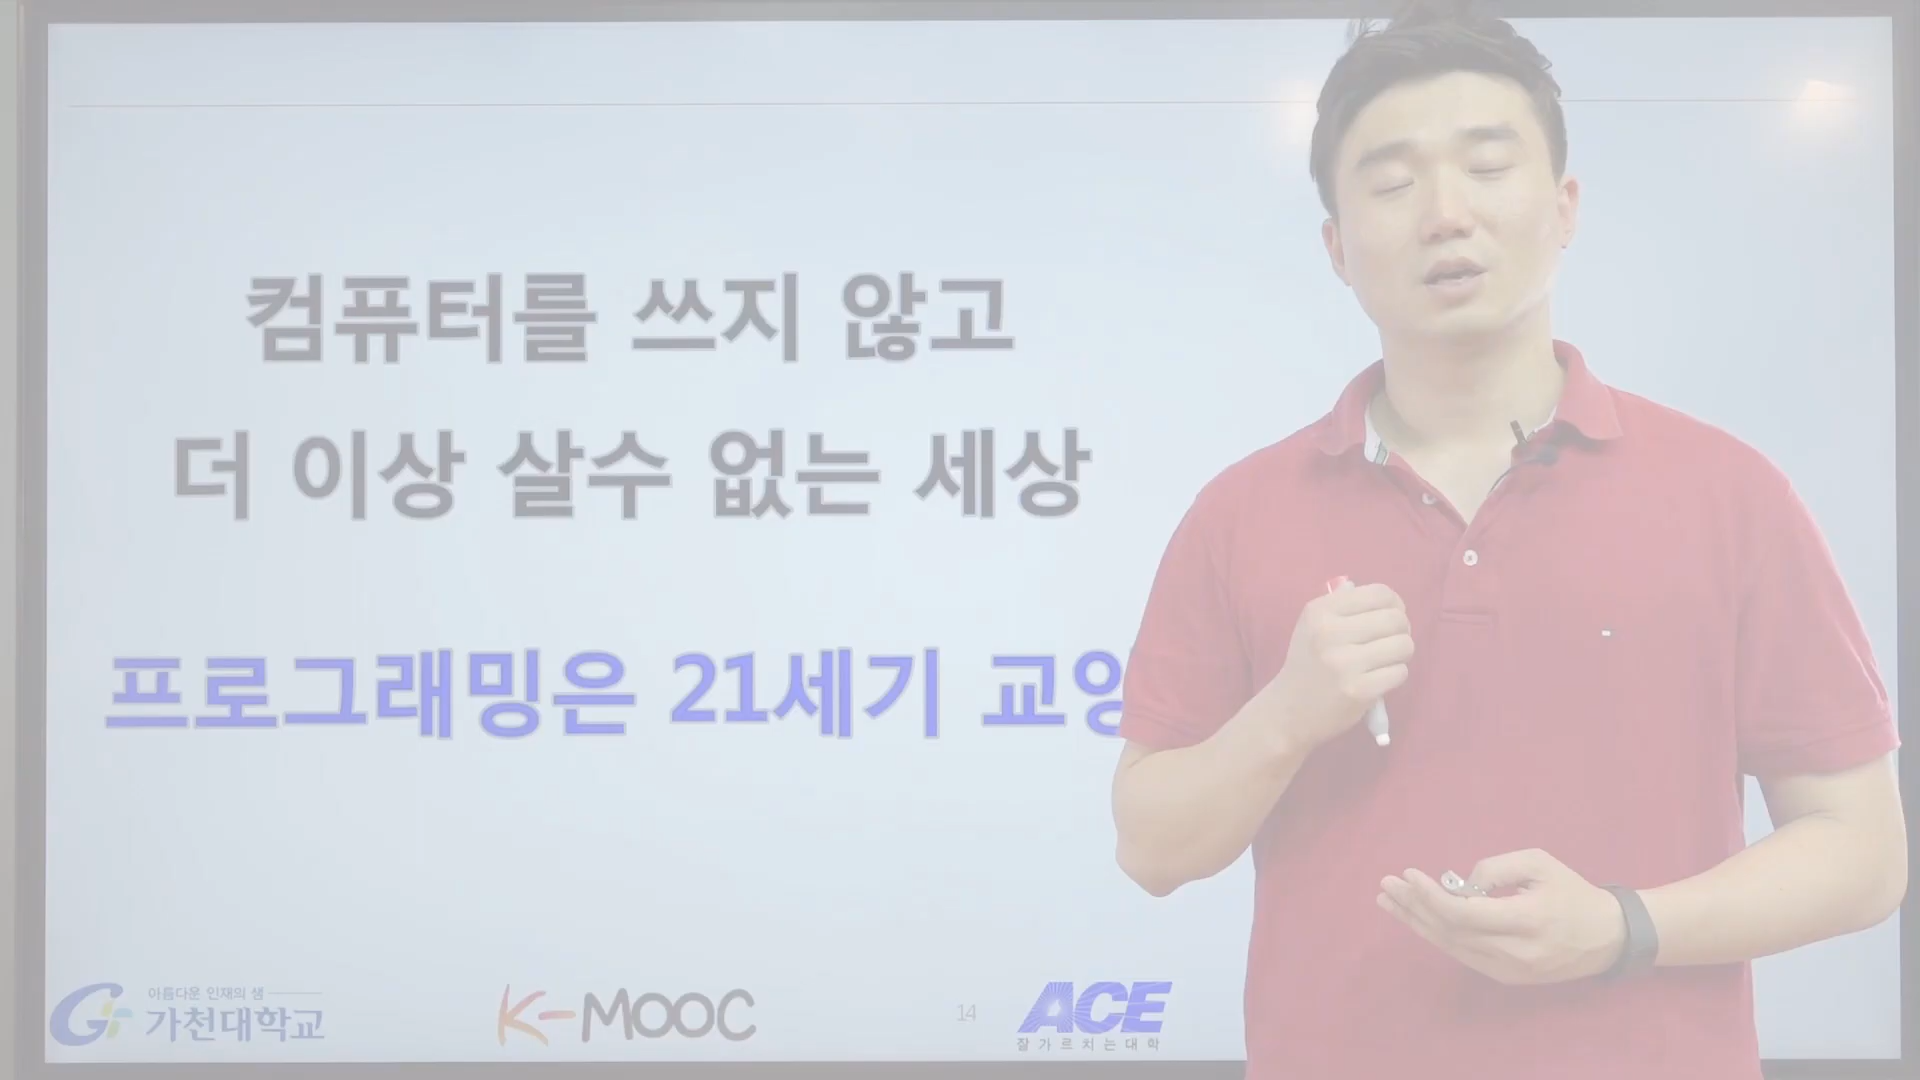 컴퓨터를 쓰지 않고
더 이상 살수 없는 세상
프로그래밍은 21세기 교양
아름다운 인재의 샘
가천대학교
K-MOOC
14
ACE
잘가르치는대학